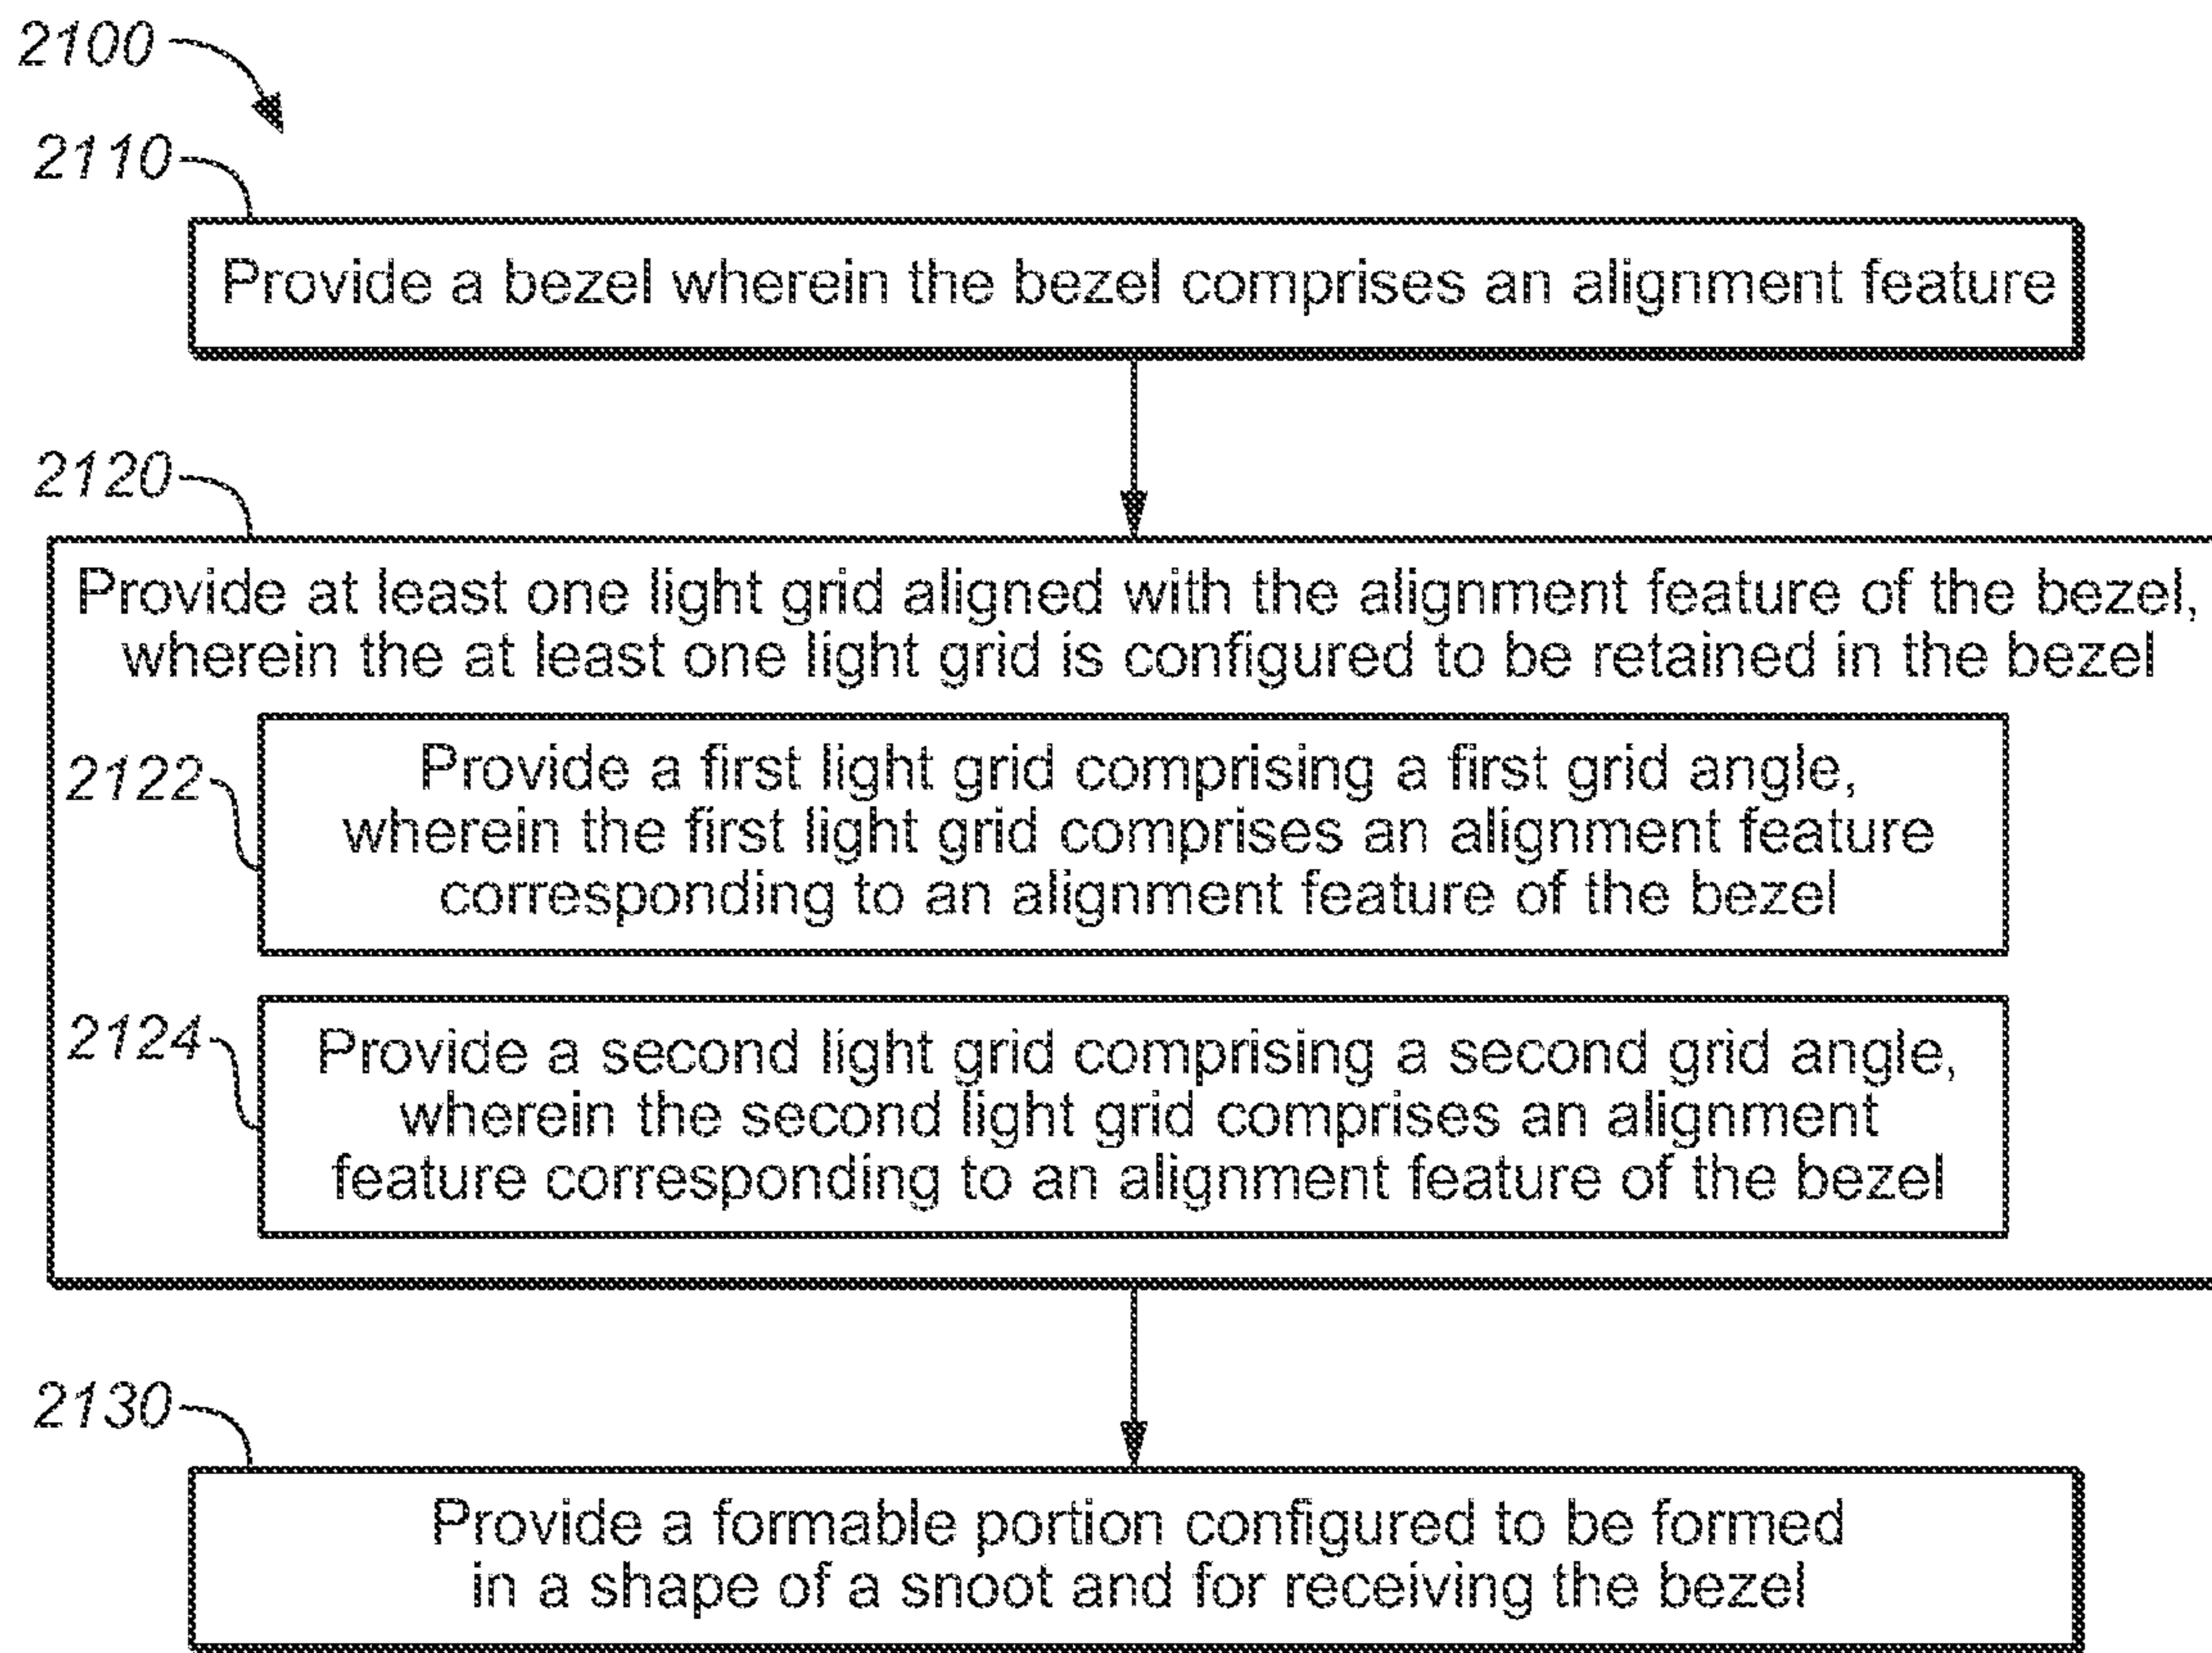 2100
2110
Provide a bezel wherein the bezel comprises an alignment feature
2120
Provide at least one light grid aligned with the alignment feature of the bezel,
wherein the at least one light grid is configured to be retained in the bezel
2122
Provide a first light grid comprising a first grid angle,
wherein the first light grid comprises an alignment feature
corresponding to an alignment feature of the bezel
2124
Provide a second light grid comprising a second grid angle,
wherein the second light grid comprises an alignment
feature corresponding to an alignment feature of the bezel
2130
Provide a formable portion configured to be formed
in a shape of a snoot and for receiving the bezel